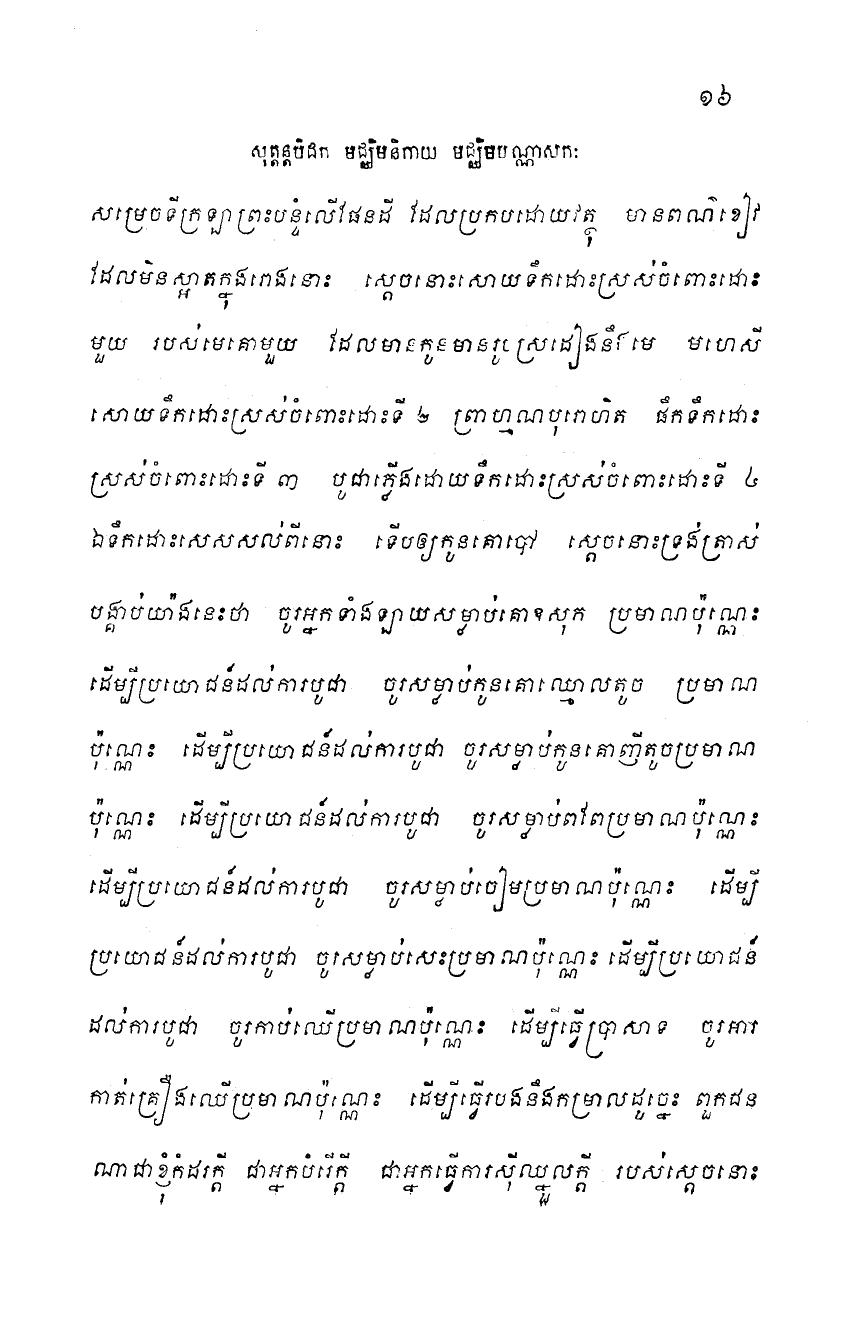 ១៦
សុត្តន្តបិដក មជ្ឈិមនិកាយ មជ្ឈិមបណ្ណាសកៈ
សម្រេចទីក្រឡាព្រះបន្ទំលើផែនដី ដែលប្រកបដោយវត្ថុ មានពណ៌ខៀវ
ដែលមិនស្អាតក្នុងរោងនោះ ស្តេចនោះសោយទឹកដោះស្រស់ចំពោះដោះ
មួយ របស់មេគោមួយ ដែលមានកូនមានរូបស្រដៀងនឹងមេ មហេសី
សោយទឹកដោះស្រស់ចំពោះដោះទី ២ ព្រាហ្មណបុរោហិត ផឹកទឹកដោះ
ស្រស់ចំពោះដោះទី ៣ បូជាភ្លើងដោយទឹកដោះស្រស់ចំពោះដោះទី ៤
ឯទឹកដោះសេសសល់ពីនោះ ទើបឲ្យកូនគោបៅ ស្តេចនោះទ្រង់ត្រាស់
បង្គាប់យ៉ាងនេះថា ចូរអ្នកទាំងឡាយសម្លាប់គោឧសុភ ប្រមាណប៉ុណ្ណេះ
ដើម្បីប្រយោជន៍ដល់ការបូជា ចូរសម្លាប់កូនគោឈ្មោលតូច ប្រមាណ
ប៉ុណ្ណេះ ដើម្បីប្រយោជន៍ដល់ការបូជា ចូរសម្លាប់កូនគោញីតូចប្រមាណ
ប៉ុណ្ណេះ ដើម្បីប្រយោជន៍ដល់ការបូជា ចូរសម្លាប់ពពែប្រមាណប៉ុណ្ណេះ
ដើម្បីប្រយោជន៍ដល់ការបូជា ចូរសម្លាប់ចៀមប្រមាណប៉ុណ្ណេះ ដើម្បី
ប្រយោជន៍ដល់ការបូជា ចូរសម្លាប់សេះប្រមាណប៉ុណ្ណេះ ដើម្បីប្រយោជន៍
ដល់ការបូជា ចូរកាប់ឈើប្រមាណប៉ុណ្ណេះ ដើម្បីធ្វើប្រាសាទ ចូរការ
កាត់គ្រឿងឈើប្រមាណប៉ុណ្ណេះ ដើម្បីធ្វើរបងនឹងកម្រាលដូច្នេះ ពួកជន
ណាជាខ្ញុំកំដរក្តី ជាអ្នកបំរើក្តី ជាអ្នកធ្វើការស៊ីឈ្នួលក្តី របស់ស្តេចនោះ